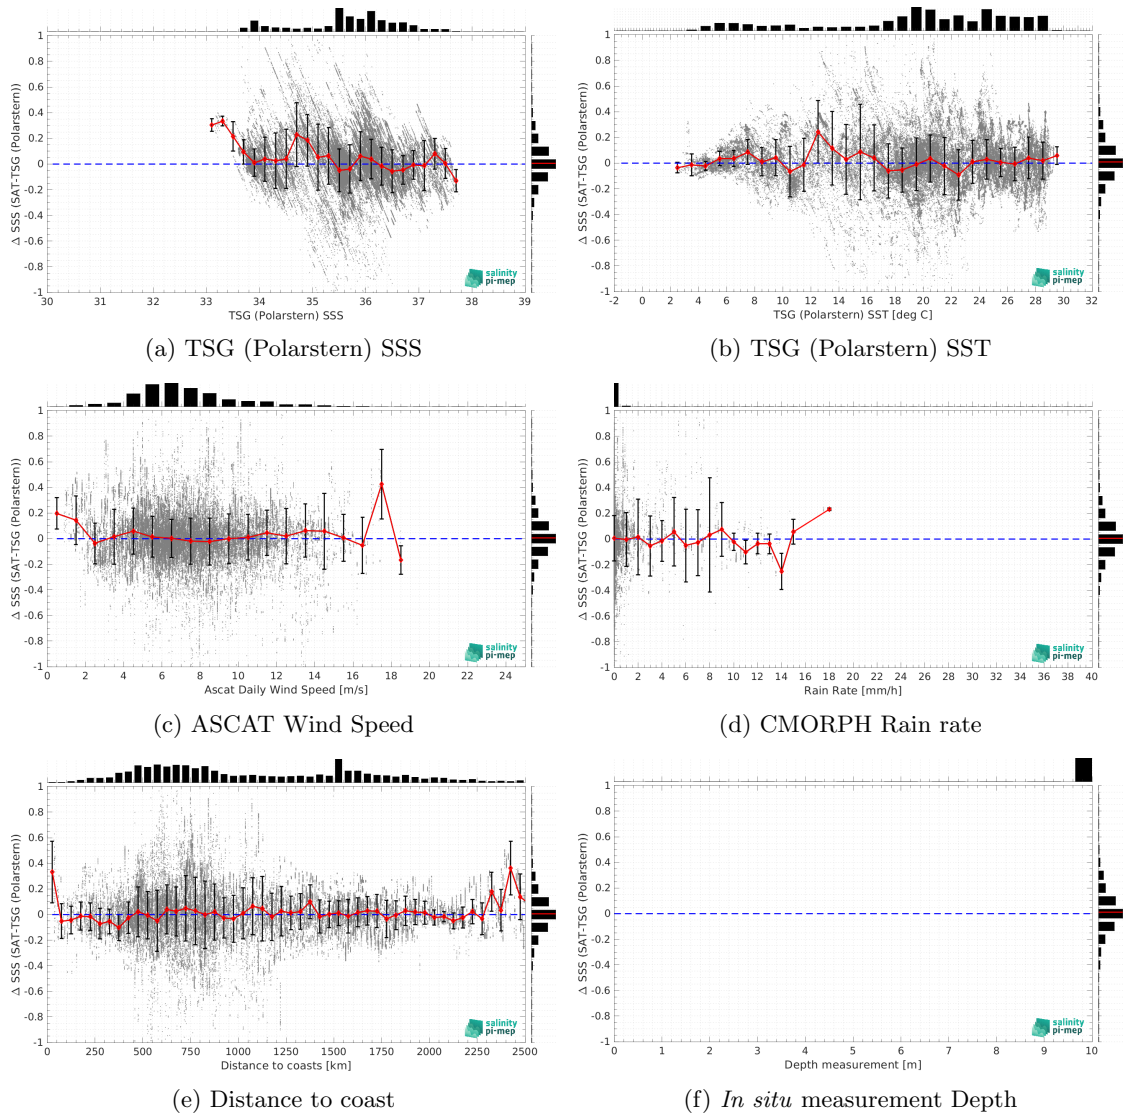 Δ SSS (SAT-TSG (Polarstern))
1
0.8
0.6
0.4
0.2
0
-0.2
-0.4
-0.6
-0.8
-1
30 31 32 33 34 35 36 37 38 39
TSG (Polarstern) SSS
salinity
pi-mep
(a) TSG (Polarstern) SSS
Δ SSS (SAT-TSG (Polarstern))
1
0.8
0.6
0.4
0.2
0
-0.2
-0.4
-0.6
-0.8
-1
-2 0 2 4 6 8 10 12 14 16 18 20 22 24 26 28 30 32
TSG (Polarstern) SST [deg C]
salinity
pi-mep
(b) TSG (Polarstern) SST
Δ SSS (SAT-TSG (Polarstern))
1
0.8
0.6
0.4
0.2
0
-0.2
-0.4
-0.6
-0.8
-1
0 2 4 6 8 10 12 14 16 18 20 22 24
Ascat Daily Wind Speed [m/s]
salinity
pi-mep
(c) ASCAT Wind Speed
Δ SSS (SAT-TSG (Polarstern))
1
0.8
0.6
0.4
0.2
0
-0.2
-0.4
-0.6
-0.8
-1
0 2 4 6 8 10 12 14 16 18 20 22 24 26 28 30 32 34 36 38 40
Rain Rate [mm/h]
salinity
pi-mep
(d) CMORPH Rain rate
Δ SSS (SAT-TSG (Polarstern))
1
0.8
0.6
0.4
0.2
0
-0.2
-0.4
-0.6
-0.8
-1
0 250 500 750 1000 1250 1500 1750 2000 2250 2500
Distance to coasts [km]
salinity
pi-mep
(e) Distance to coast
Δ SSS (SAT-TSG (Polarstern))
1
0.8
0.6
0.4
0.2
0
-0.2
-0.4
-0.6
-0.8
-1
0 1 2 3 4 5 6 7 8 9 10
Depth measurement [m]
salinity
pi-mep
(f) In situ measurement Depth